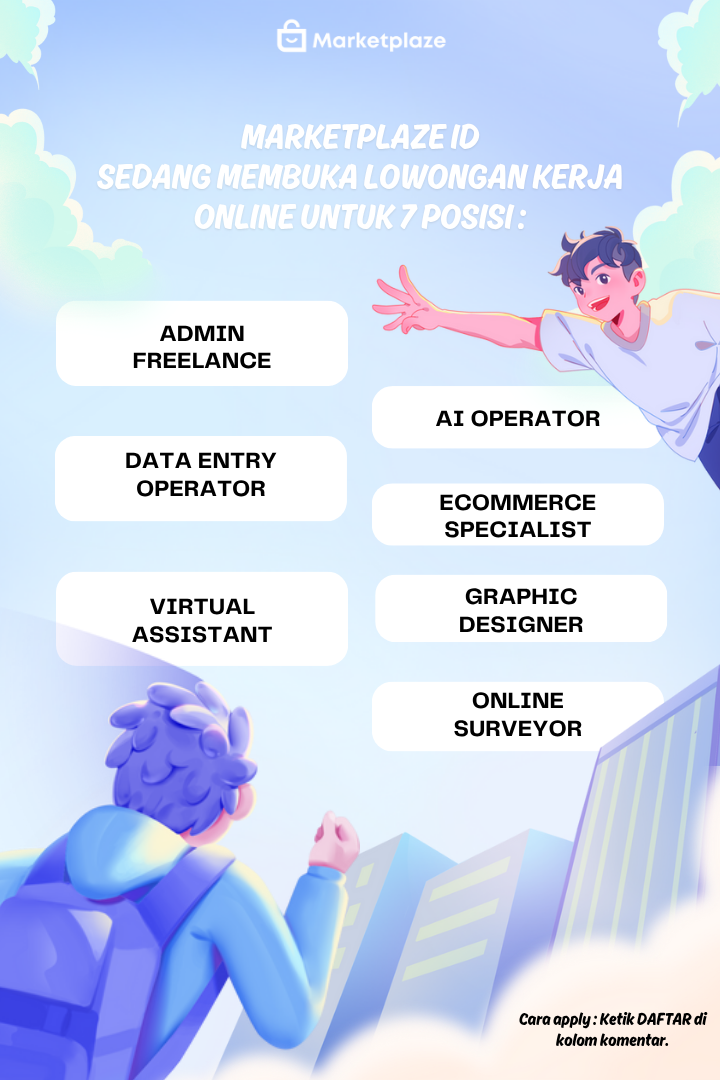 Marketplaze
MARKETPLAZE ID
SEDANG MEMBUKA LOWONGAN KERJA
ONLINE UNTUK 7 POSISI :
ADMIN
FREELANCE
DATA ENTRY
OPERATOR
VIRTUAL
ASSISTANT
AI OPERATOR
ECOMMERCE
SPECIALIST
GRAPHIC
DESIGNER
ONLINE
SURVEYOR
Cara apply : Ketik DAFTAR di
kolom komentar.